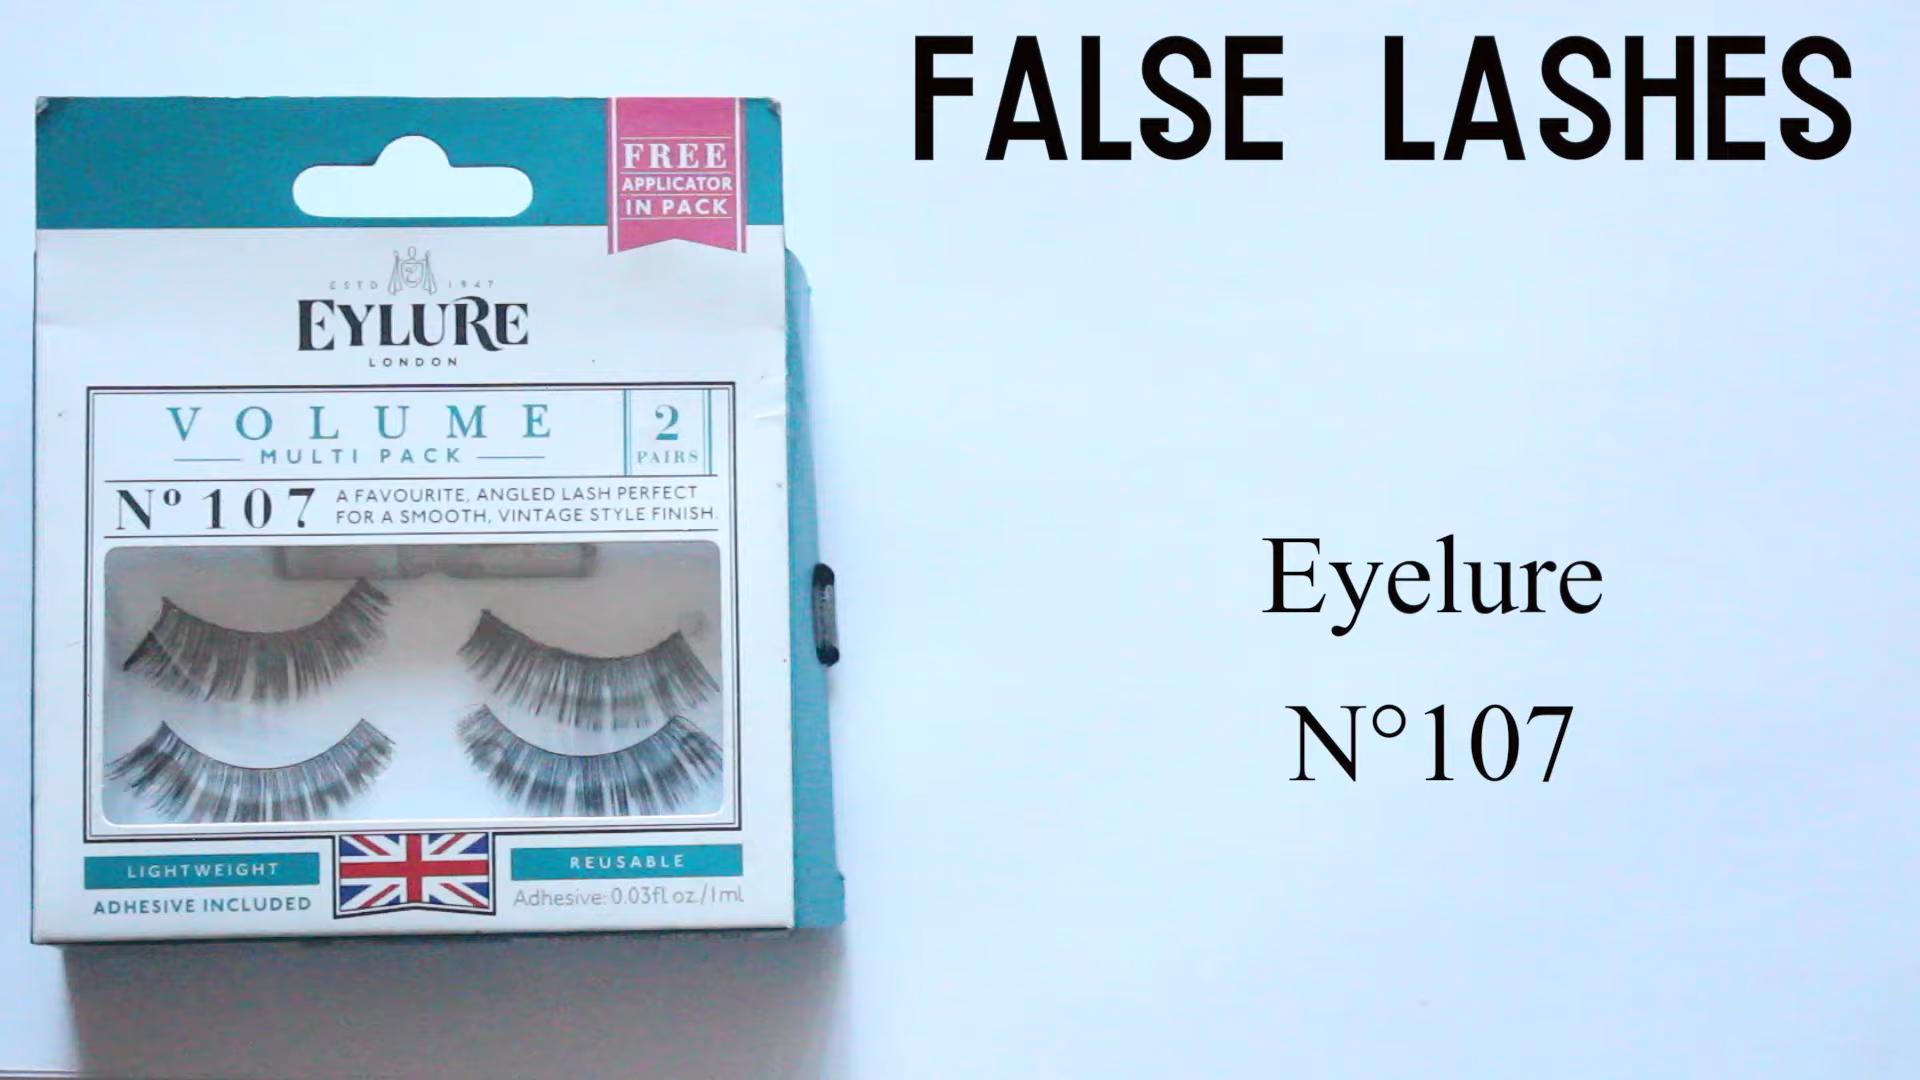 FALSE LASHES
FREE
APPLICATOR
IN PACK
ESTD 1947
EYLURE
LONDON
VOLUME
MULTI PACK
2
PAIRS
Nº 107
A FAVOURITE, ANGLED LASH PERFECT
FOR A SMOOTH, VINTAGE STYLE FINISH.
LIGHTWEIGHT
ADHESIVE INCLUDED
REUSABLE
Adhesive: 0.03fl oz./1ml
Eyelure
N°107